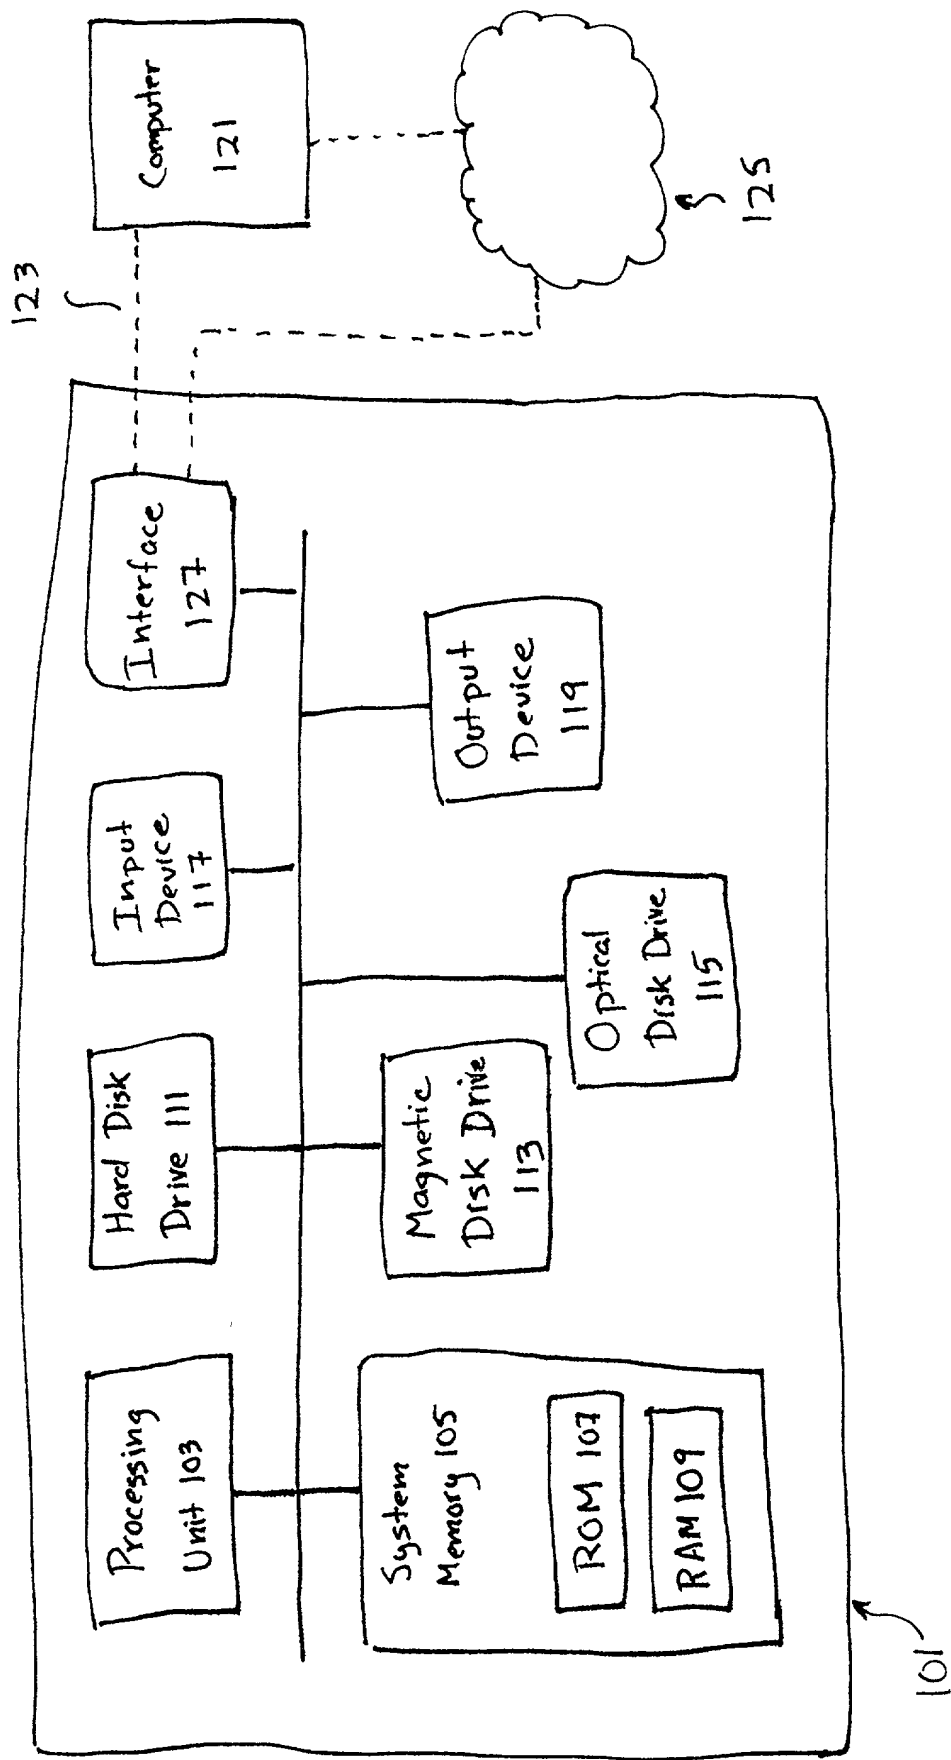 Processing
Unit 103
Hard Disk
Drive 111
Input
Device
117
Interface
127
123
Computer
121
System
Memory 105
ROM 107
RAM 109
Magnetic
Disk Drive
113
Optical
Disk Drive
115
Output
Device
119
125
101